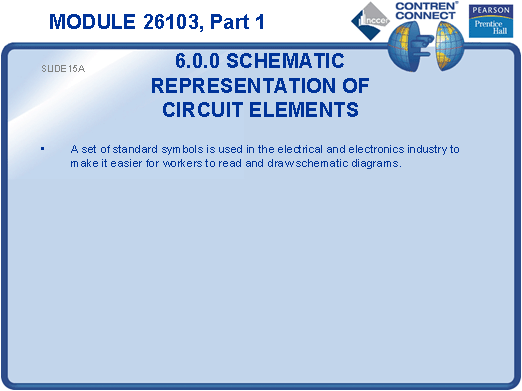 MODULE 26103, Part 1
nccer
CONTREN®
CONNECT
PEARSON
Prentice
Hall
SLIDE 15A
6.0.0 SCHEMATIC
REPRESENTATION OF
CIRCUIT ELEMENTS
• A set of standard symbols is used in the electrical and electronics industry to
make it easier for workers to read and draw schematic diagrams.